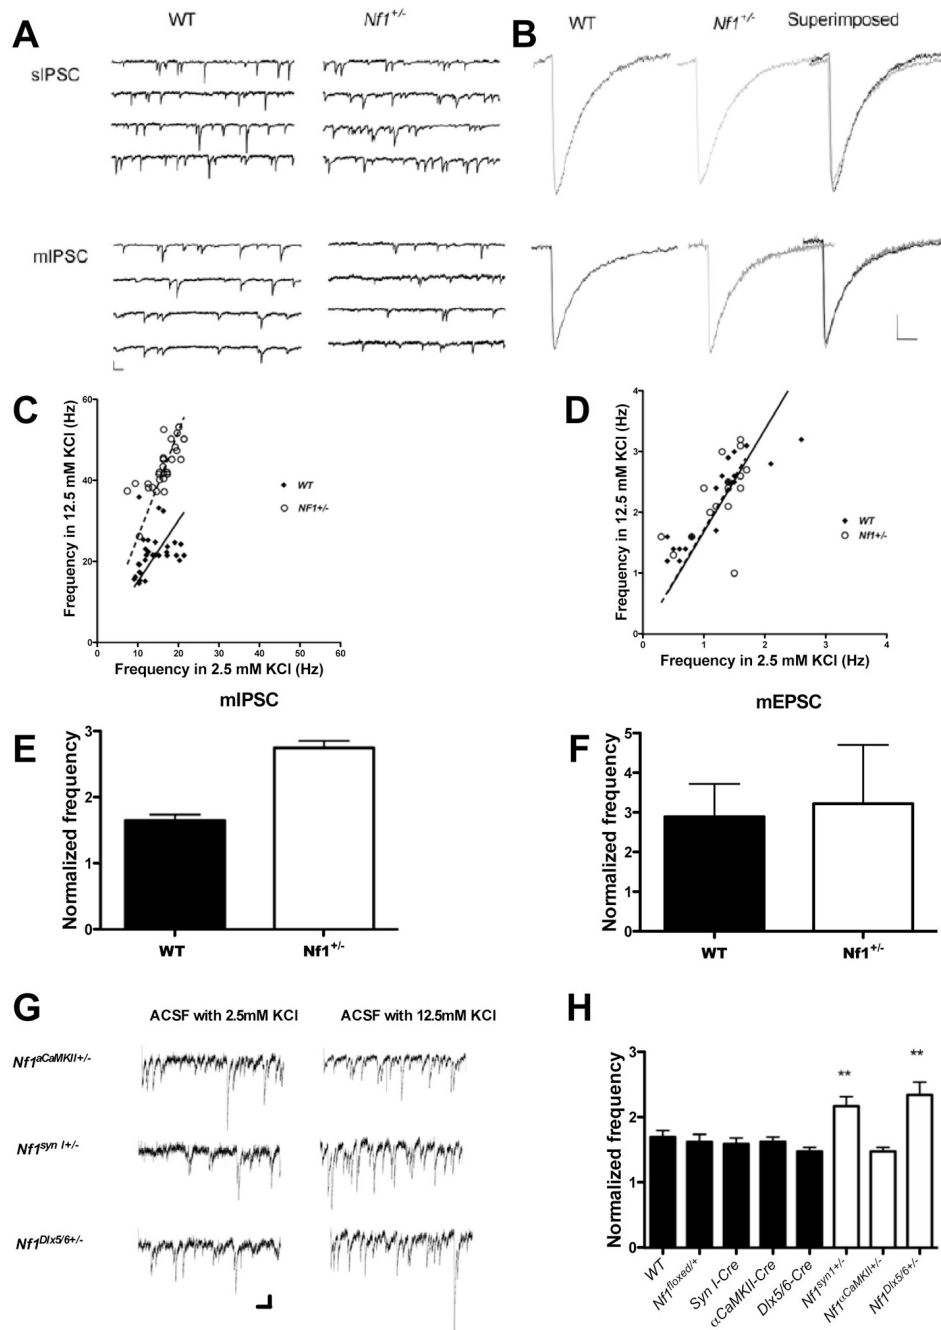 A
WT
Nf1+/-
sIPSC
mIPSC
B
WT
Nf1+/-
Superimposed
C
60
40
20
0
Frequency in 12.5 mM KCl (Hz)
0 10 20 30 40 50 60
Frequency in 2.5 mM KCl (Hz)
WT
NF1+/-
D
4
3
2
1
0
Frequency in 12.5 mM KCl (Hz)
0 1 2 3 4
Frequency in 2.5 mM KCl (Hz)
WT
Nf1+/-
mIPSC
mEPSC
E
3
2
1
0
Normalized frequency
WT
Nf1+/-
F
5
4
3
2
1
0
Normalized frequency
WT
Nf1+/-
G
ACSF with 2.5mM KCl
ACSF with 12.5mM KCl
Nf1aCaMKII+/-
Nf1syn I+/-
Nf1Dlx5/6+/-
H
3
2
1
0
Normalized frequency
**
**
WT
Nf1floxed/+
Syn I-Cre
αCaMKII-Cre
Dlx5/6-Cre
Nf1syn1+/-
Nf1αCaMKII+/-
Nf1Dlx5/6+/-